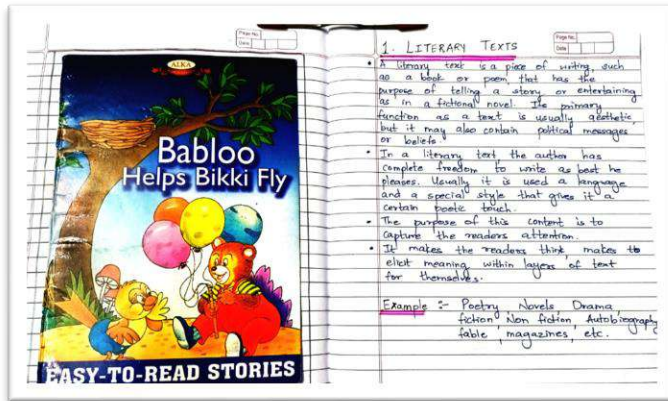 Page No.
Date
ALKA
Babloo
Helps Bikki Fly
EASY-TO-READ STORIES
Page No.
Date
1. LITERARY TEXTS
• A literary text is a piece of writing, such
as a book or poem, that has the
purpose of telling a story or entertaining
as in a fictional novel. Its primary
function as a text is usually aesthetic,
but it may also contain political messages
or beliefs.
• In a literary text, the author has
complete freedom to write as best he
pleases. Usually it is used a language
and a special style that gives it a
certain poetic touch.
• The purpose of this content is to
capture the readers attention.
• It makes the readers think, makes to
elicit meaning within layers of text
for themselves.
Example :- Poetry, Novels, Drama,
fiction, Non fiction, Autobiography,
fable, magazines, etc.